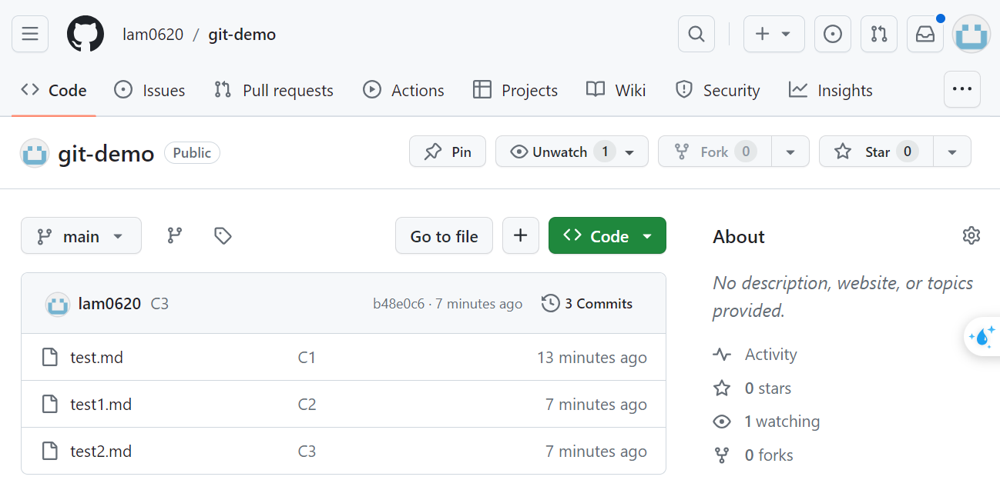 lam0620 / git-demo
Code Issues Pull requests Actions Projects Wiki Security Insights
git-demo Public Pin Unwatch 1 Fork 0 Star 0
main Go to file Code
lam0620 C3 b48e0c6 · 7 minutes ago 3 Commits
test.md C1 13 minutes ago
test1.md C2 7 minutes ago
test2.md C3 7 minutes ago
About
No description, website, or topics
provided.
Activity
0 stars
1 watching
0 forks